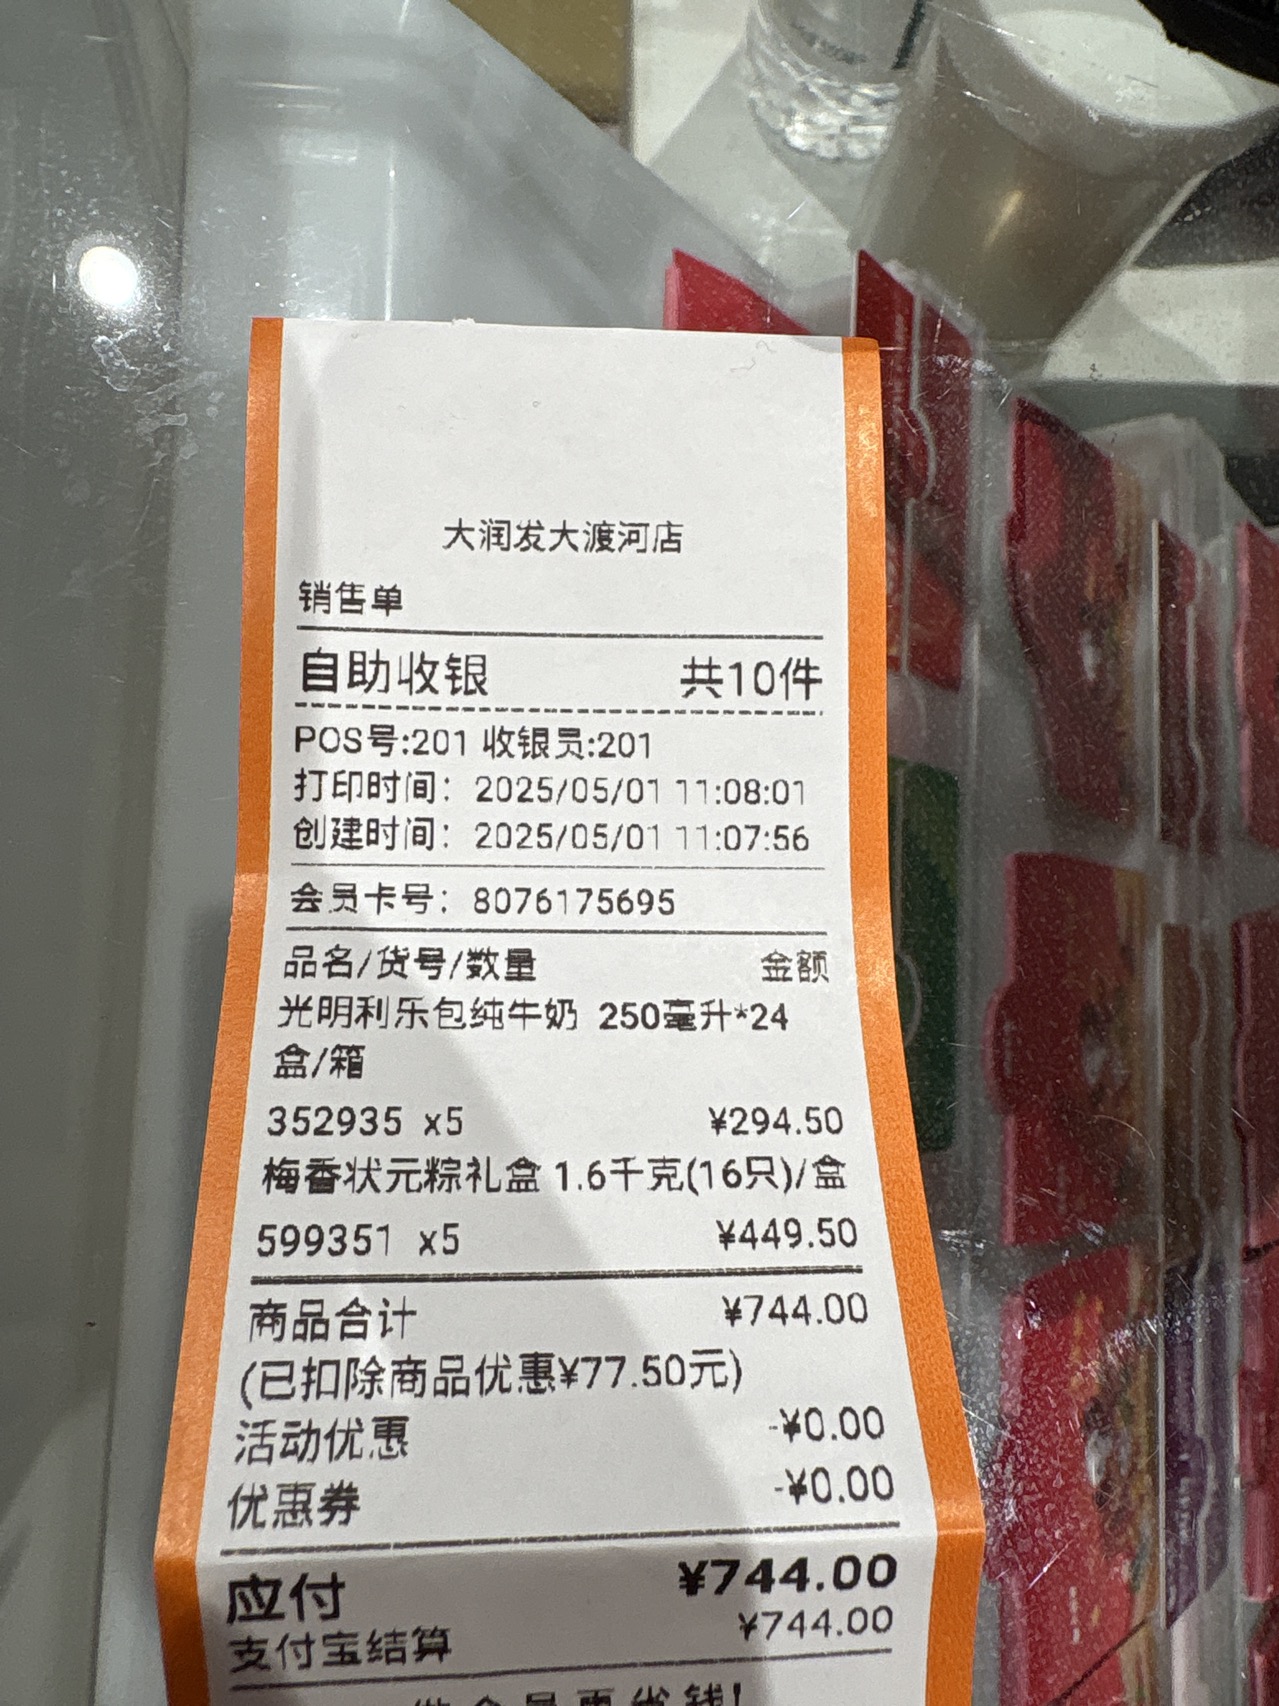 大润发大渡河店
销售单
自助收银 共10件
POS号:201 收银员:201
打印时间： 2025/05/01 11:08:01
创建时间： 2025/05/01 11:07:56
会员卡号： 8076175695
品名/货号/数量 金额
光明利乐包纯牛奶 250毫升*24
盒/箱
352935 x5 ¥294.50
梅香状元粽礼盒 1.6千克(16只)/盒
599351 x5 ¥449.50
商品合计 ¥744.00
(已扣除商品优惠¥77.50元)
活动优惠 -¥0.00
优惠券 -¥0.00
应付 ¥744.00
支付宝结算 ¥744.00